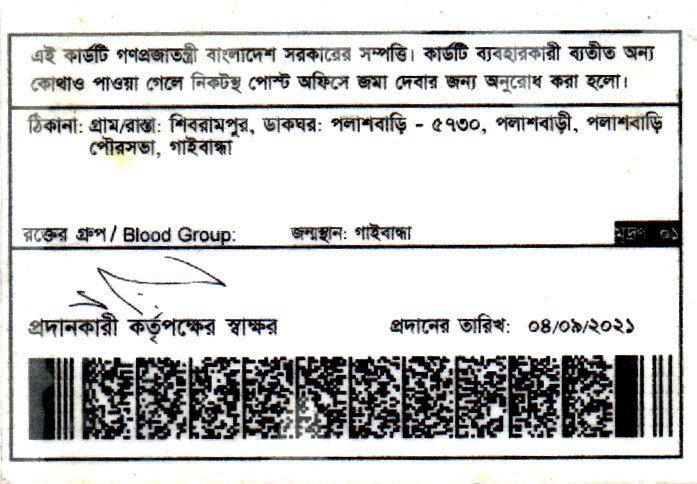 এই কার্ডটি গণপ্রজাতন্ত্রী বাংলাদেশ সরকারের সম্পত্তি। কার্ডটি ব্যবহারকারী ব্যতীত অন্য
কোথাও পাওয়া গেলে নিকটস্থ পোস্ট অফিসে জমা দেবার জন্য অনুরোধ করা হলো।
ঠিকানা: গ্রাম/রাস্তা: শিবরামপুর, ডাকঘর: পলাশবাড়ি - ৫৭৩০, পলাশবাড়ী, পলাশবাড়ি
পৌরসভা, গাইবান্ধা
রক্তের গ্রুপ / Blood Group: জন্মস্থান: গাইবান্ধা মুদ্রণ: ০১
প্রদানকারী কর্তৃপক্ষের স্বাক্ষর প্রদানের তারিখ: ০৪/০৯/২০২১